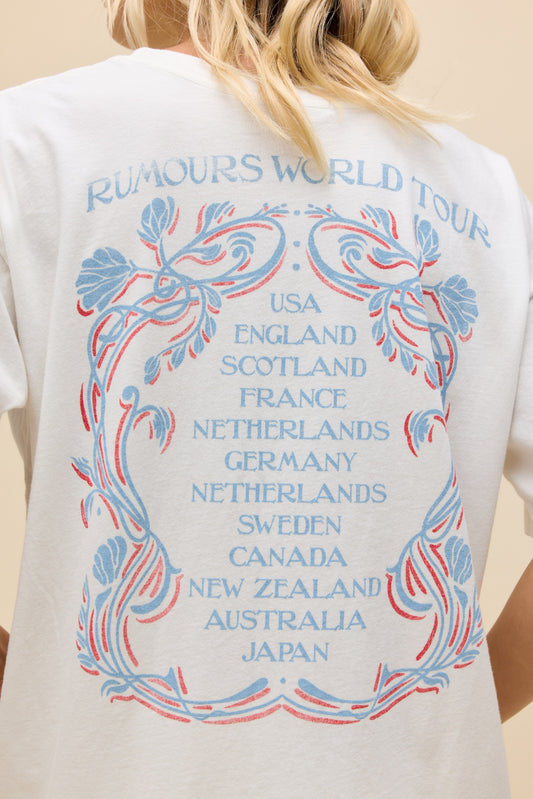 RUMOURS WORLD TOUR
USA
ENGLAND
SCOTLAND
FRANCE
NETHERLANDS
GERMANY
NETHERLANDS
SWEDEN
CANADA
NEW ZEALAND
AUSTRALIA
JAPAN